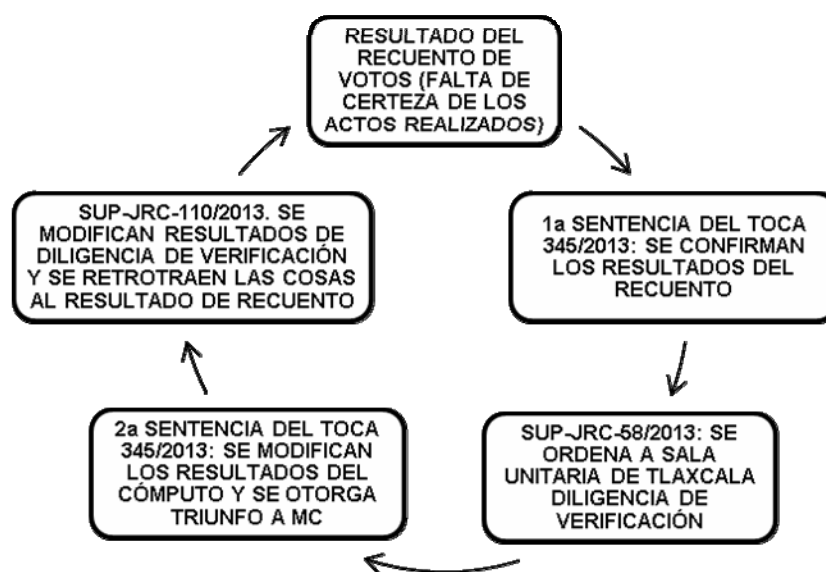 RESULTADO DEL
RECUENTO DE
VOTOS (FALTA DE
CERTEZA DE LOS
ACTOS REALIZADOS)
1a SENTENCIA DEL TOCA
345/2013: SE CONFIRMAN
LOS RESULTADOS DEL
RECUENTO
SUP-JRC-58/2013: SE
ORDENA A SALA
UNITARIA DE TLAXCALA
DILIGENCIA DE
VERIFICACIÓN
2a SENTENCIA DEL TOCA
345/2013: SE MODIFICAN
LOS RESULTADOS DEL
CÓMPUTO Y SE OTORGA
TRIUNFO A MC
SUP-JRC-110/2013. SE
MODIFICAN RESULTADOS DE
DILIGENCIA DE VERIFICACIÓN
Y SE RETROTRAEN LAS COSAS
AL RESULTADO DE RECUENTO